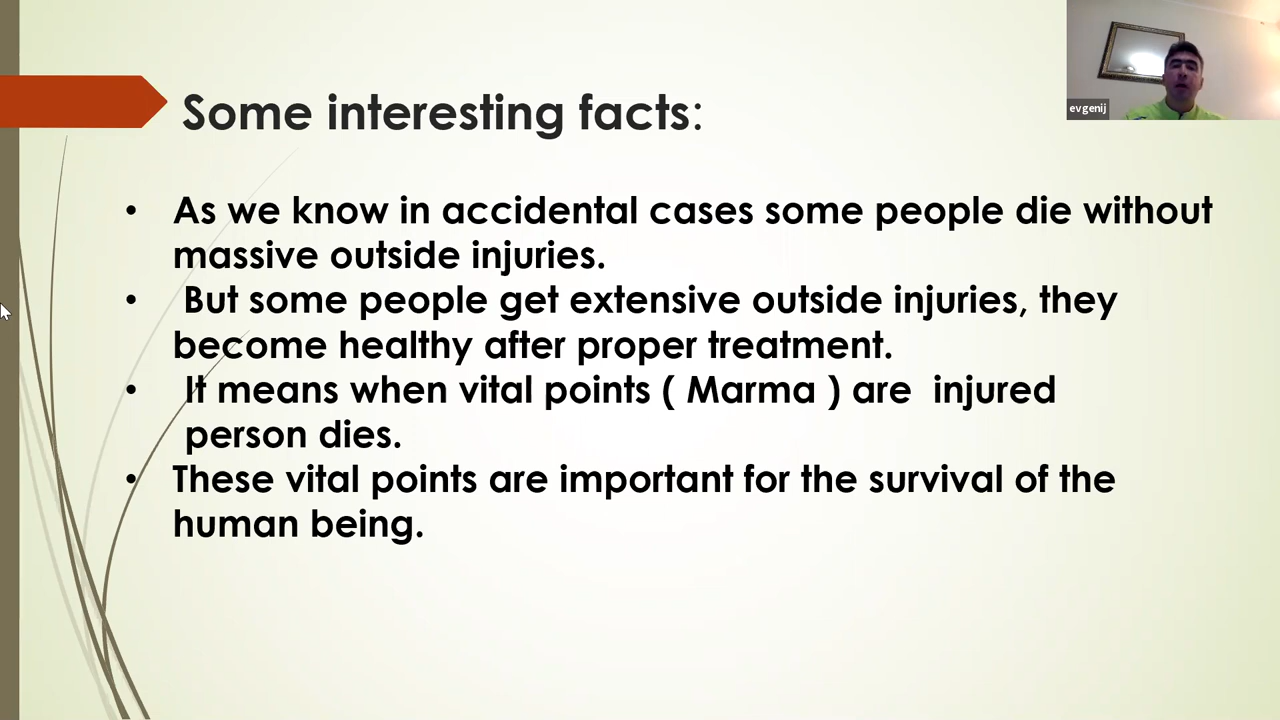 Some interesting facts:
evgenij
• As we know in accidental cases some people die without
massive outside injuries.
• But some people get extensive outside injuries, they
become healthy after proper treatment.
• It means when vital points ( Marma ) are injured
person dies.
• These vital points are important for the survival of the
human being.